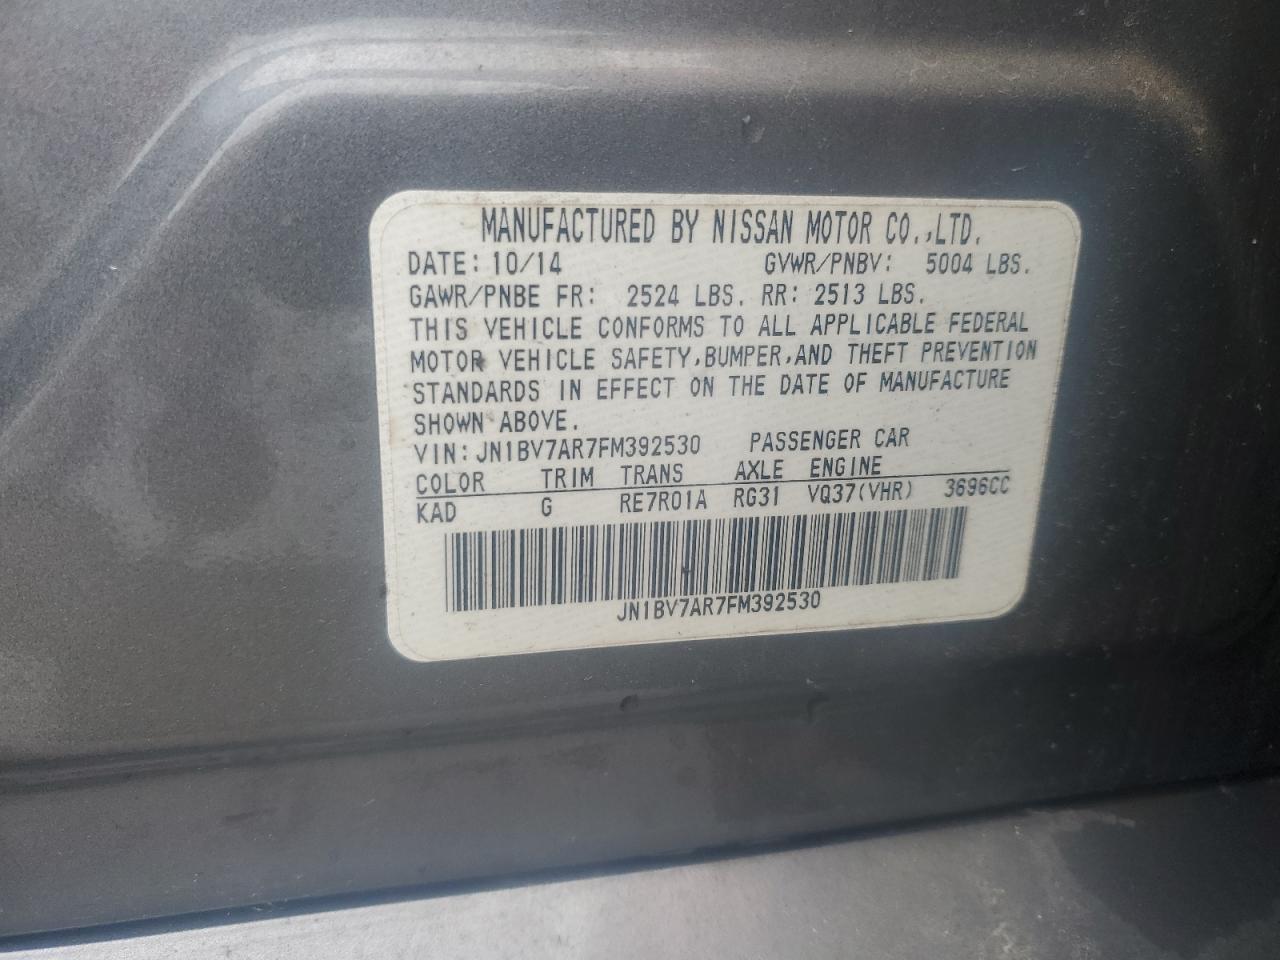 MANUFACTURED BY NISSAN MOTOR CO.,LTD.
DATE: 10/14 GVWR/PNBV: 5004 LBS.
GAWR/PNBE FR: 2524 LBS. RR: 2513 LBS.
THIS VEHICLE CONFORMS TO ALL APPLICABLE FEDERAL
MOTOR VEHICLE SAFETY,BUMPER,AND THEFT PREVENTION
STANDARDS IN EFFECT ON THE DATE OF MANUFACTURE
SHOWN ABOVE.
VIN: JN1BV7AR7FM392530 PASSENGER CAR
COLOR TRIM TRANS AXLE ENGINE
KAD G RE7R01A RG31 VQ37(VHR) 3696CC
JN1BV7AR7FM392530